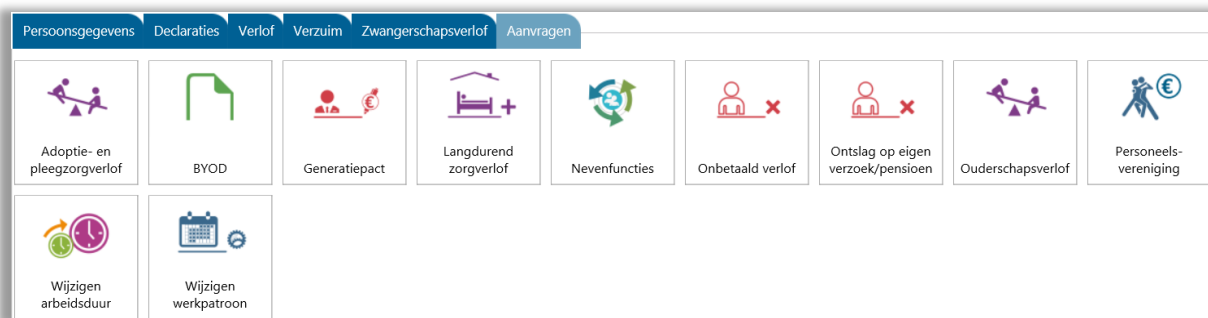 Persoonsgegevens Declaraties Verlof Verzuim Zwangerschapsverlof Aanvragen
Adoptie- en
pleegzorgverlof
BYOD
Generatiepact
Langdurend
zorgverlof
Nevenfuncties
Onbetaald verlof
Ontslag op eigen
verzoek/pensioen
Ouderschapsverlof
Personeels-
vereniging
Wijzigen
arbeidsduur
Wijzigen
werkpatroon